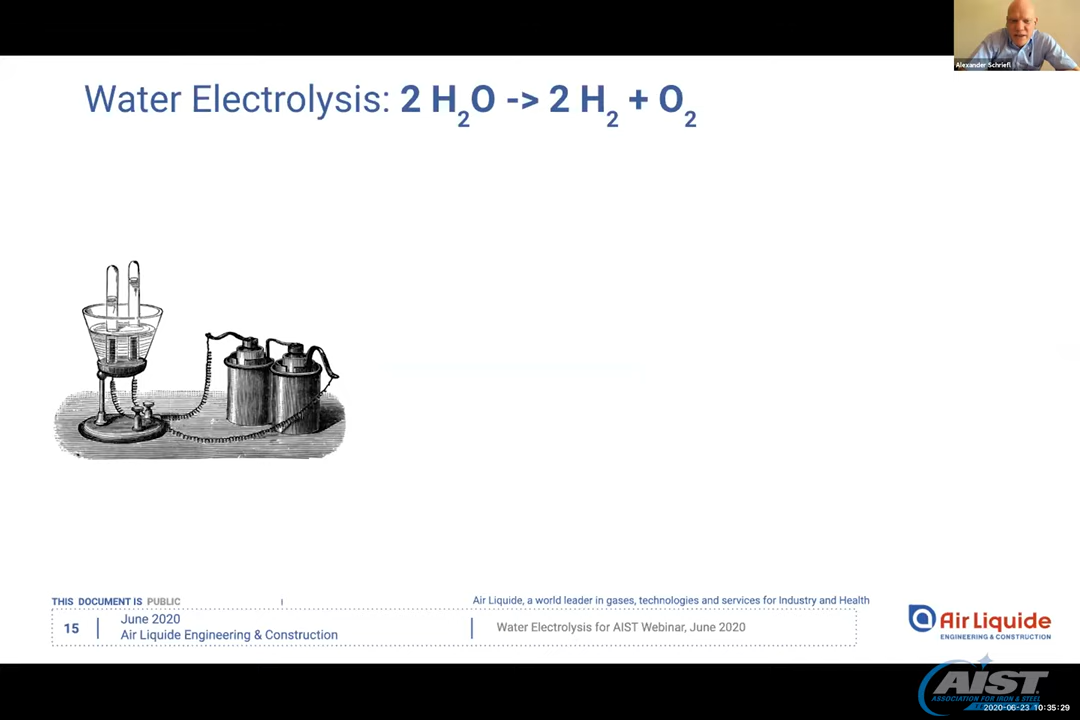 Alexander Schriefl
Water Electrolysis: 2 H2O -> 2 H2 + O2
THIS DOCUMENT IS PUBLIC
Air Liquide, a world leader in gases, technologies and services for Industry and Health
15
June 2020
Air Liquide Engineering & Construction
Water Electrolysis for AIST Webinar, June 2020
Air Liquide
ENGINEERING & CONSTRUCTION
AIST
ASSOCIATION FOR IRON & STEEL
2020-06-23 10:35:29